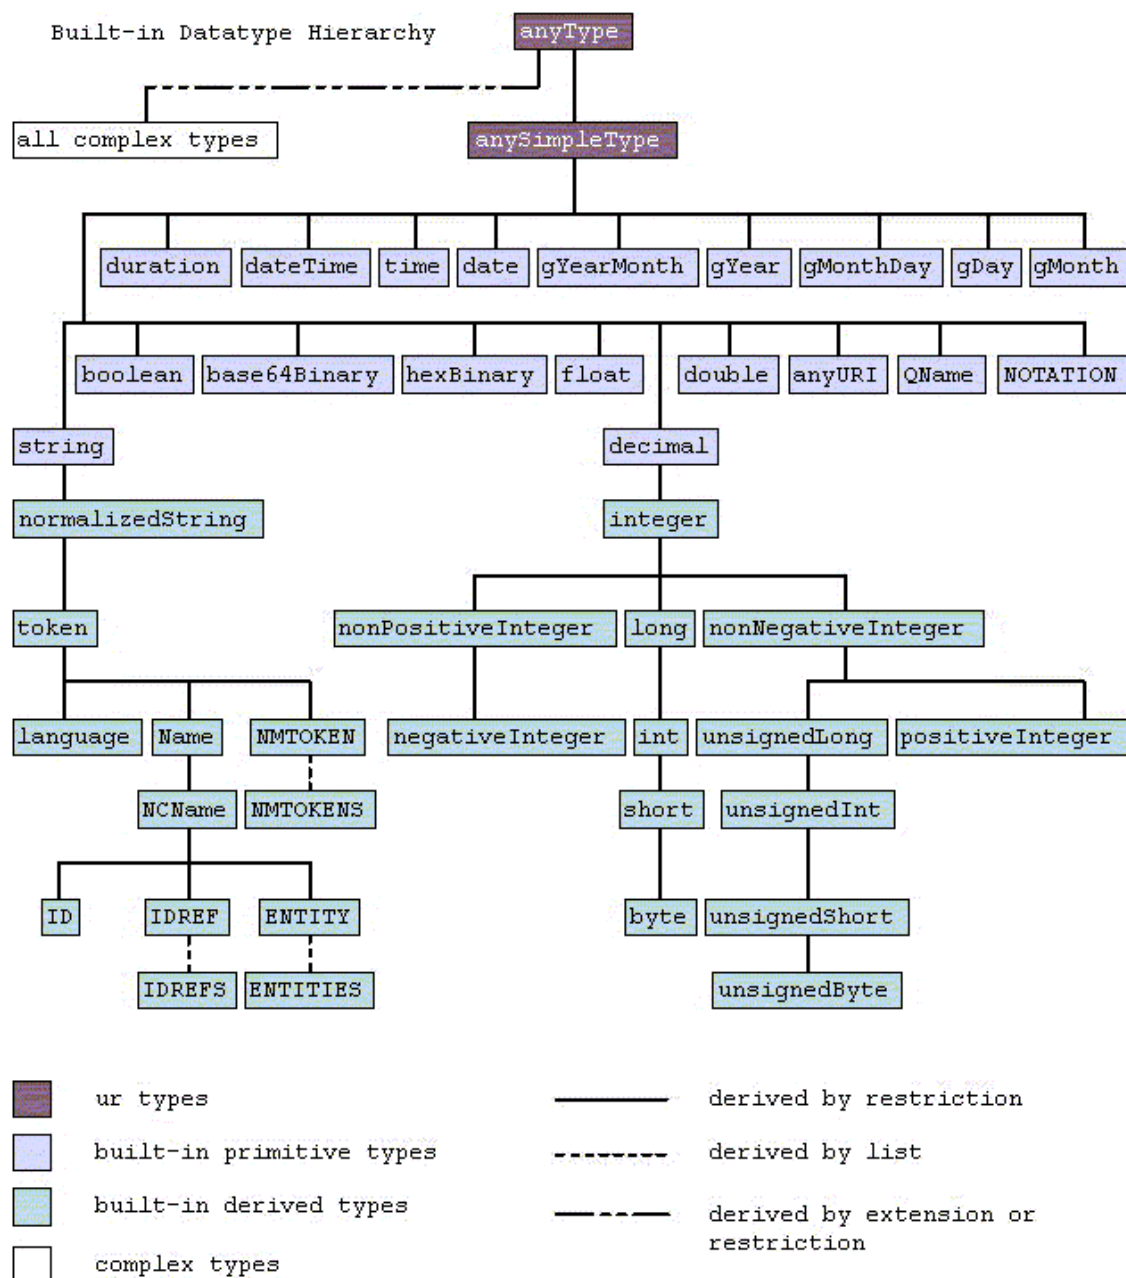 Built-in Datatype Hierarchy
anyType
all complex types
anySimpleType
duration dateTime time date gYearMonth gYear gMonthDay gDay gMonth
boolean base64Binary hexBinary float double anyURI QName NOTATION
string decimal
normalizedString integer
token nonPositiveInteger long nonNegativeInteger
language Name NMTOKEN negativeInteger int unsignedLong positiveInteger
NCName NMTOKENS short unsignedInt
ID IDREF ENTITY byte unsignedShort
IDREFS ENTITIES unsignedByte
ur types derived by restriction
built-in primitive types derived by list
built-in derived types derived by extension or
restriction
complex types